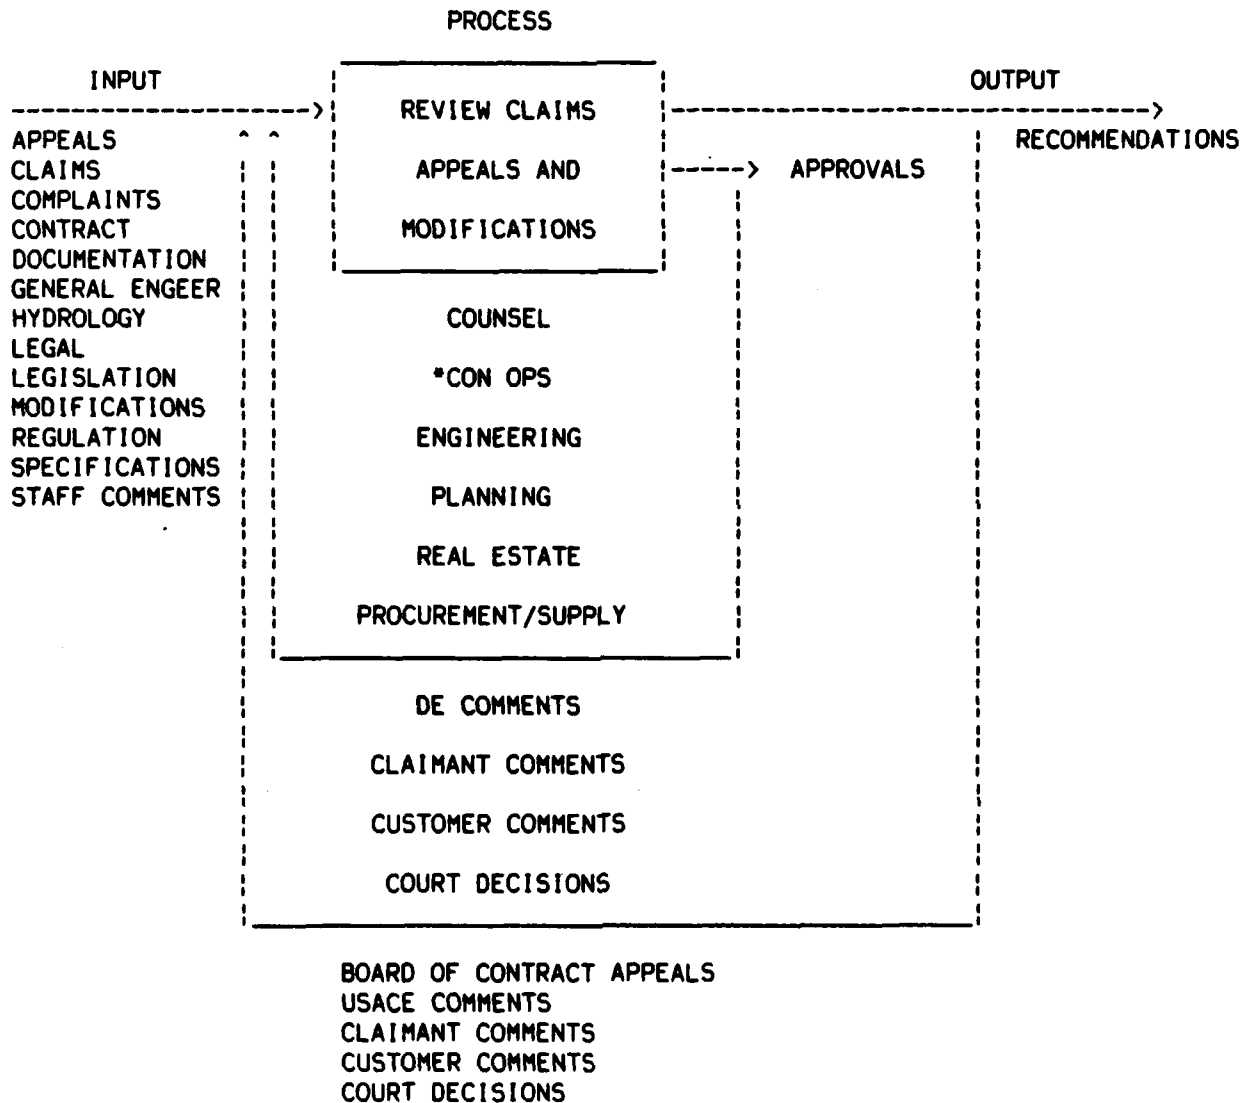 PROCESS
INPUT
OUTPUT
REVIEW CLAIMS
APPEALS AND
MODIFICATIONS
APPROVALS
RECOMMENDATIONS
APPEALS
CLAIMS
COMPLAINTS
CONTRACT
DOCUMENTATION
GENERAL ENGEER
HYDROLOGY
LEGAL
LEGISLATION
MODIFICATIONS
REGULATION
SPECIFICATIONS
STAFF COMMENTS
COUNSEL
*CON OPS
ENGINEERING
PLANNING
REAL ESTATE
PROCUREMENT/SUPPLY
DE COMMENTS
CLAIMANT COMMENTS
CUSTOMER COMMENTS
COURT DECISIONS
BOARD OF CONTRACT APPEALS
USACE COMMENTS
CLAIMANT COMMENTS
CUSTOMER COMMENTS
COURT DECISIONS